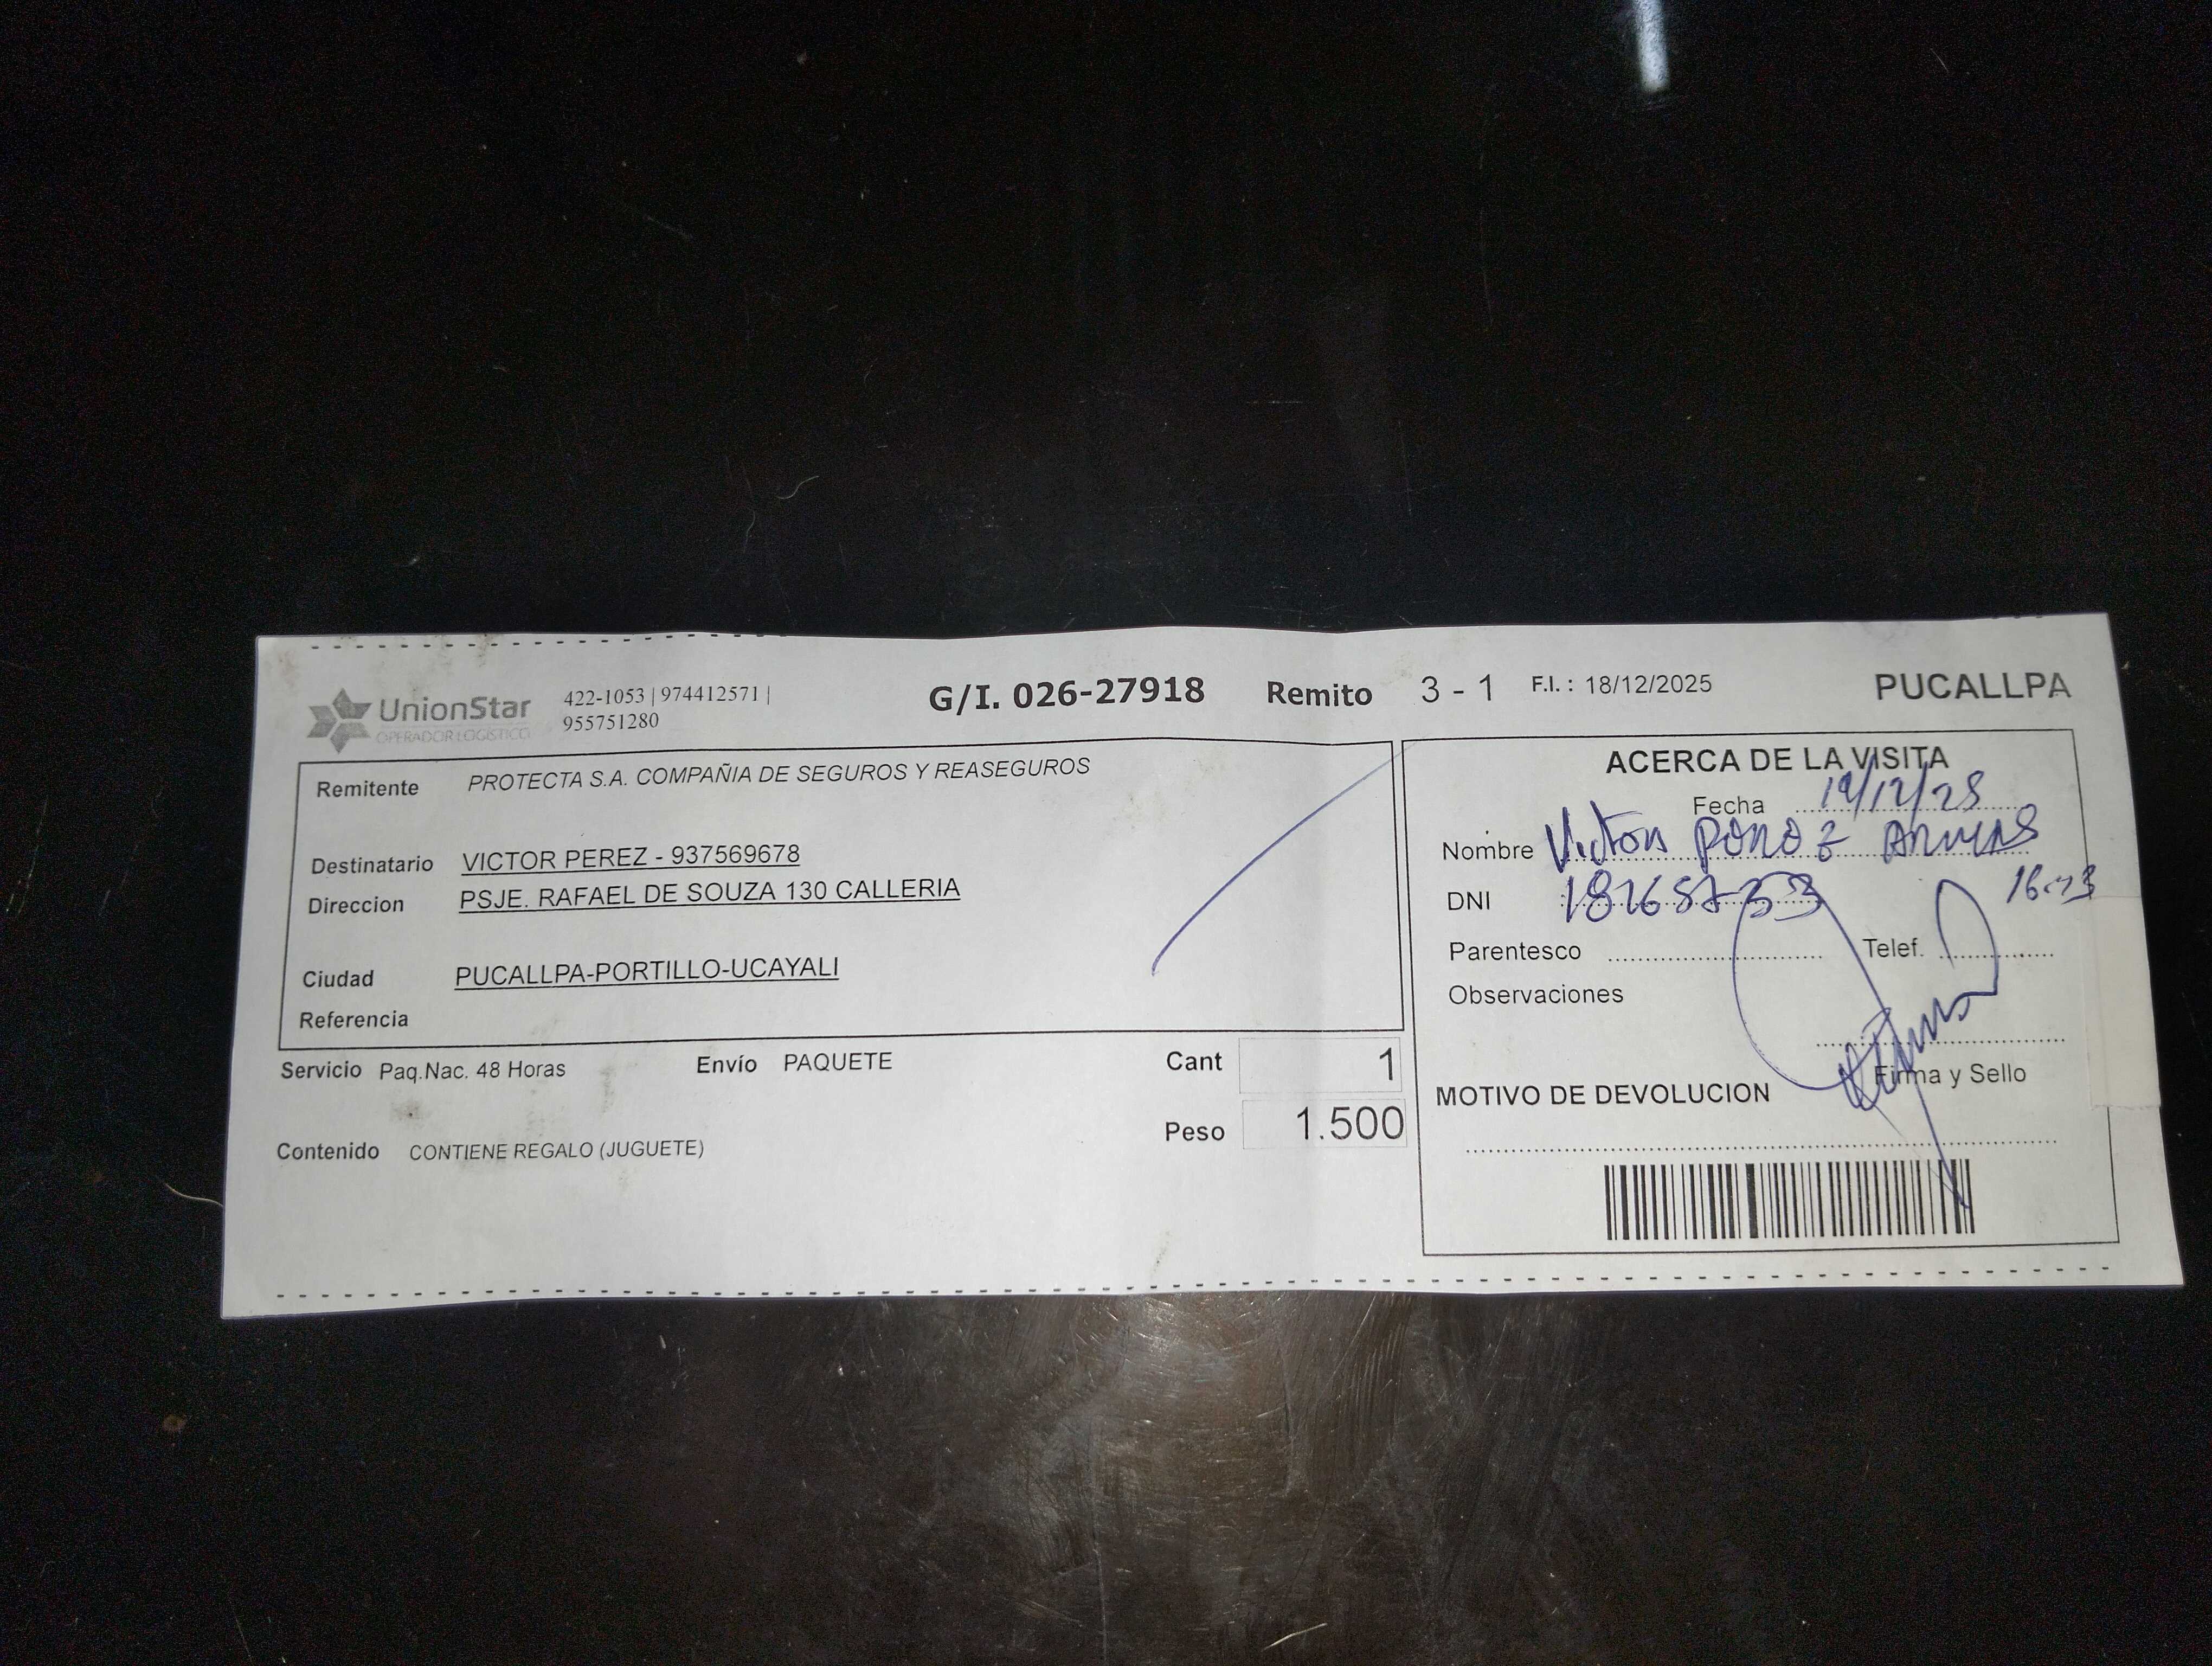 UnionStar
OPERADOR LOGISTICO
422-1053 | 974412571 |
955751280
G/I. 026-27918 Remito 3 - 1 F.I. : 18/12/2025 PUCALLPA
Remitente PROTECTA S.A. COMPAÑIA DE SEGUROS Y REASEGUROS
Destinatario VICTOR PEREZ - 937569678
Direccion PSJE. RAFAEL DE SOUZA 130 CALLERIA
Ciudad PUCALLPA-PORTILLO-UCAYALI
Referencia
Servicio Paq.Nac. 48 Horas Envío PAQUETE Cant 1
Peso 1.500
Contenido CONTIENE REGALO (JUGUETE)
ACERCA DE LA VISITA
Fecha 19/12/25
Nombre Victor
DNI
Parentesco Telef.
Observaciones
Firma y Sello
MOTIVO DE DEVOLUCION